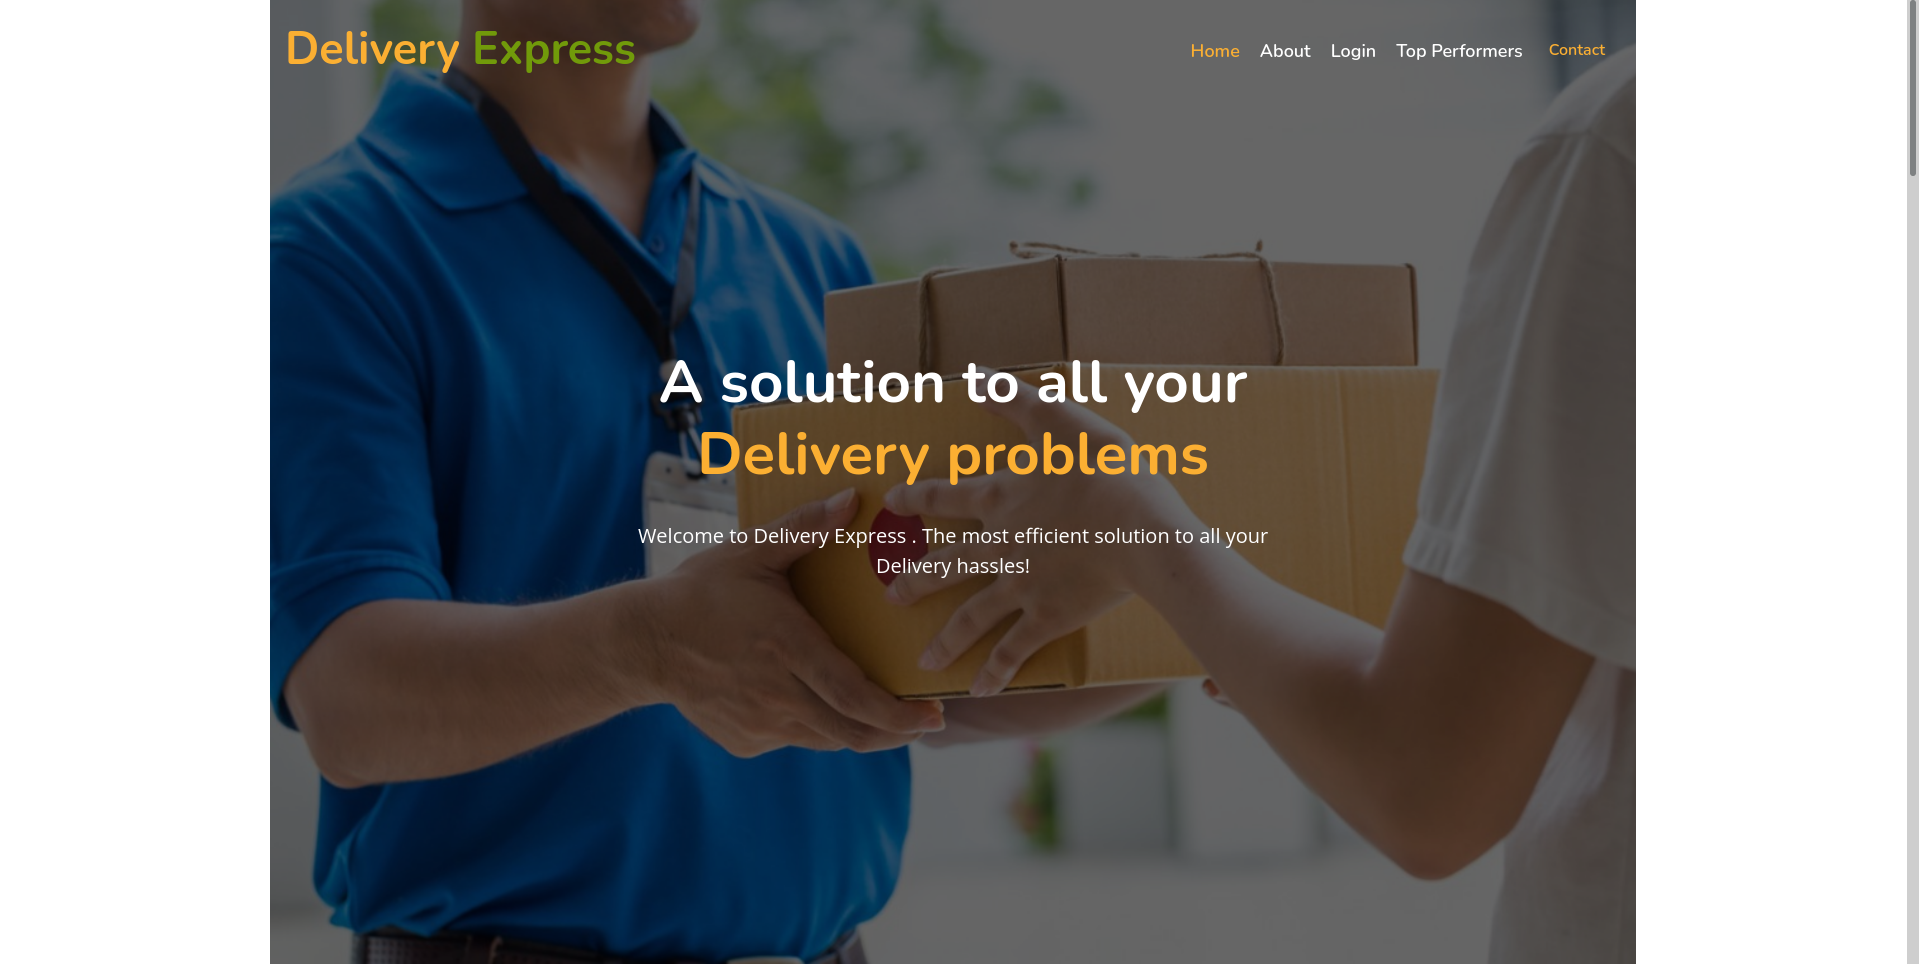 Delivery Express
Home About Login Top Performers Contact
A solution to all your
Delivery problems
Welcome to Delivery Express . The most efficient solution to all your
Delivery hassles!